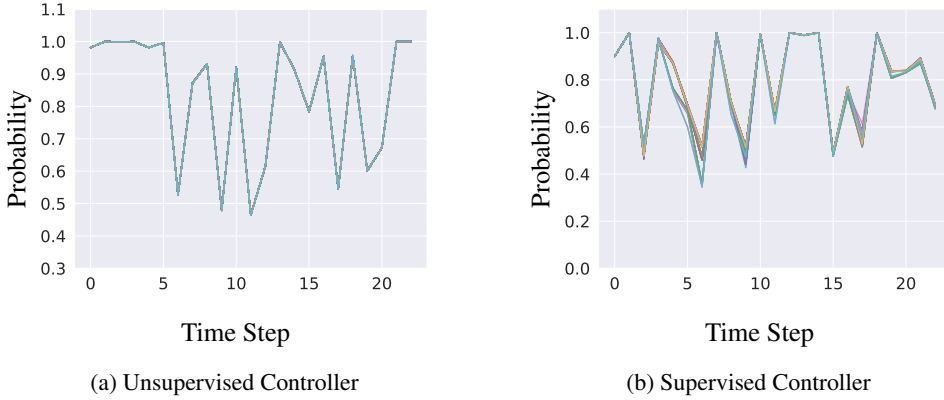 1.1
1.0
0.9
0.8
0.7
0.6
0.5
0.4
0.3
0 5 10 15 20
Probability
Time Step
(a) Unsupervised Controller
1.0
0.8
0.6
0.4
0.2
0.0
0 5 10 15 20
Probability
Time Step
(b) Supervised Controller